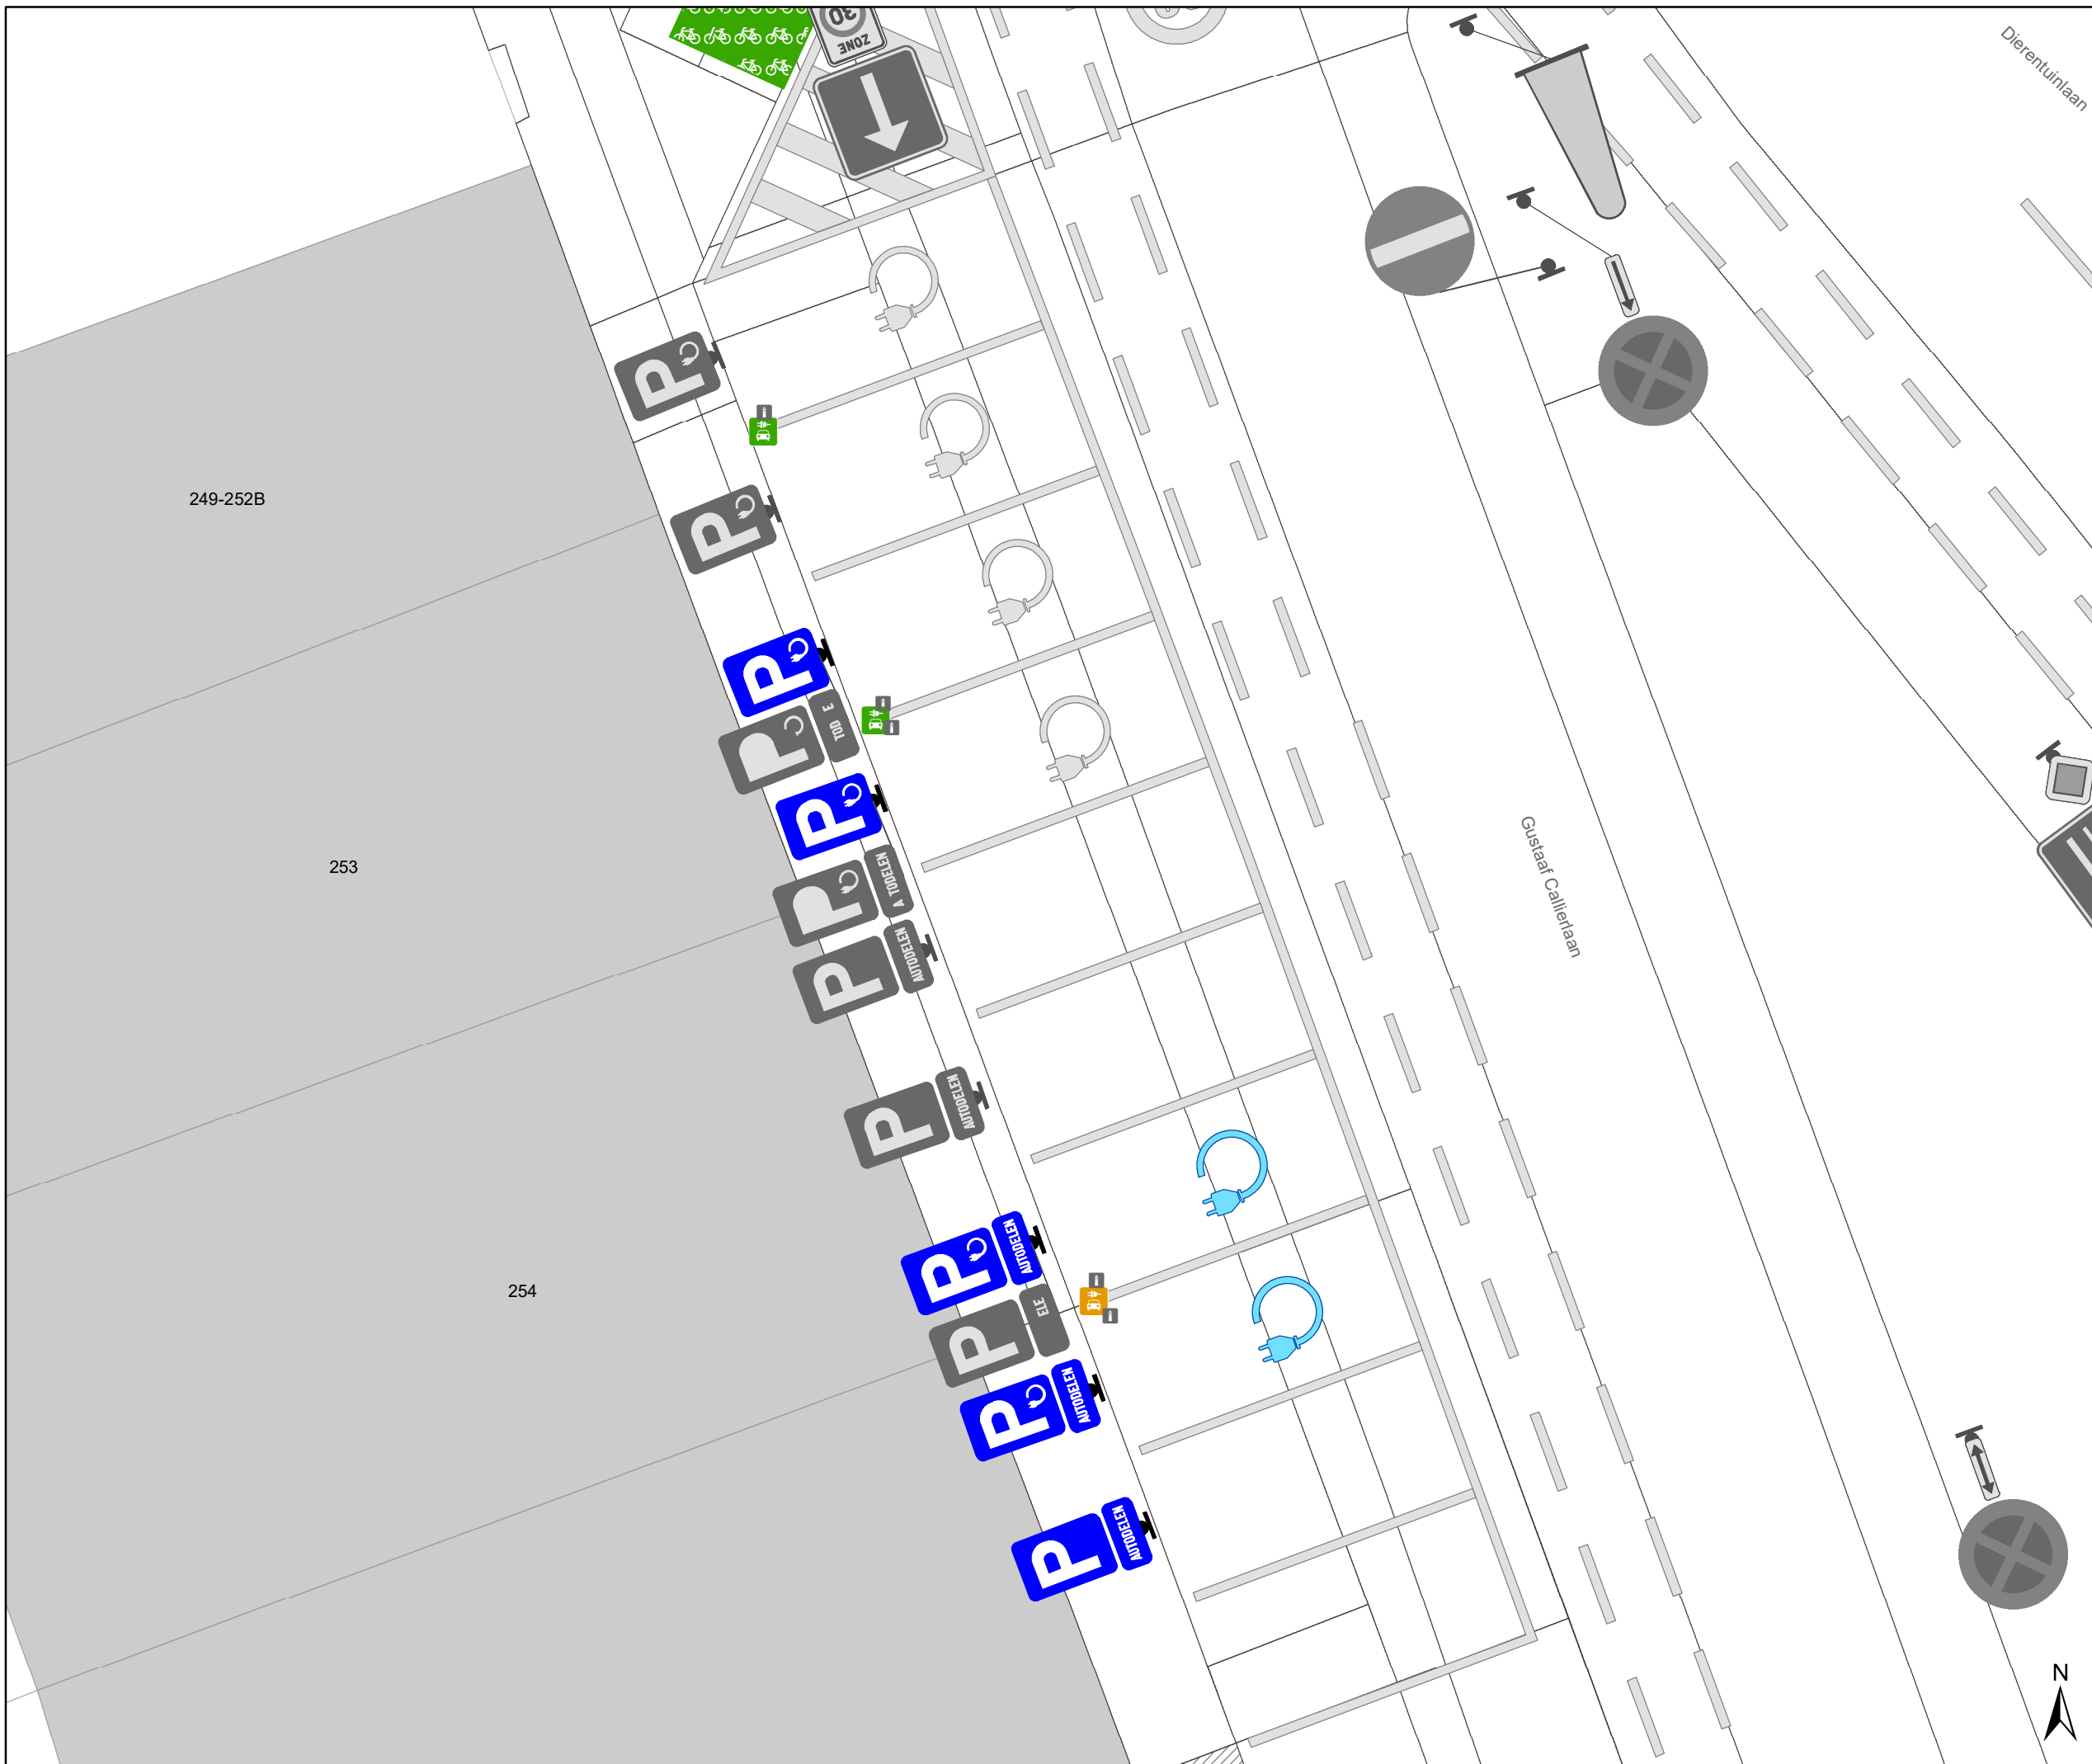 30
ZONE
Dierentuinlaan
P
249-252B
P
P
P
TOD E
P
253
P
A TODELEN
P
AUTODELEN
Gustaaf Callierlaan
P
AUTODELEN
P
AUTODELEN
254
P
ELE
P
AUTODELEN
P
AUTODELEN
N